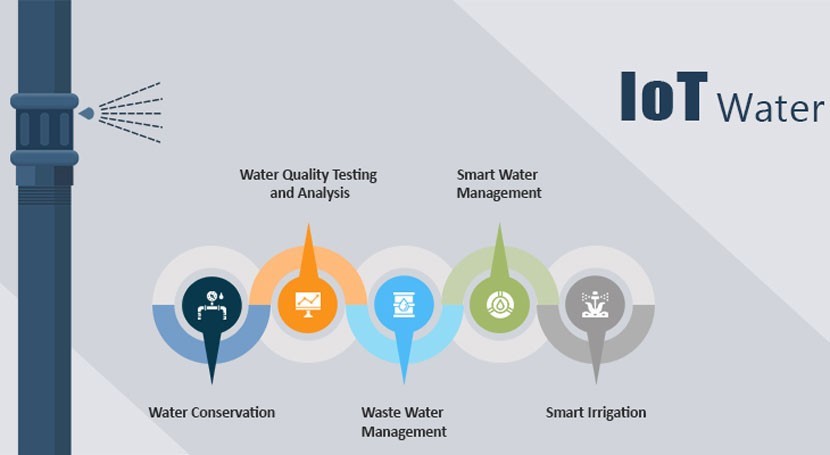 IoT Water
Water Quality Testing
and Analysis
Smart Water
Management
Water Conservation
Waste Water
Management
Smart Irrigation